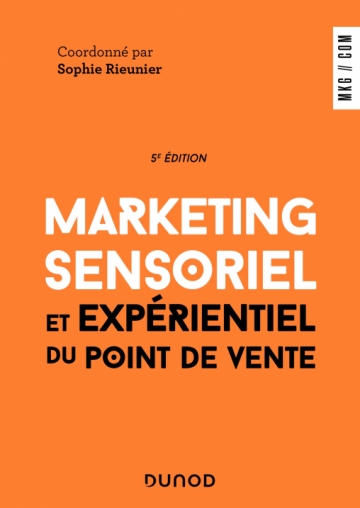 Coordonné par
Sophie Rieunier
MKG // COM
5E ÉDITION
MARKETING
SENSORIEL
ET EXPÉRIENTIEL
DU POINT DE VENTE
DUNOD